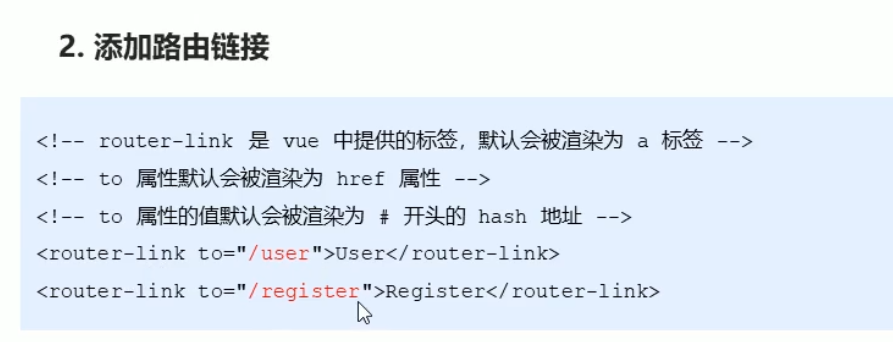 2. 添加路由链接
<!-- router-link 是 vue 中提供的标签，默认会被渲染为 a 标签 -->
<!-- to 属性默认会被渲染为 href 属性 -->
<!-- to 属性的值默认会被渲染为 # 开头的 hash 地址 -->
<router-link to="/user">User</router-link>
<router-link to="/register">Register</router-link>